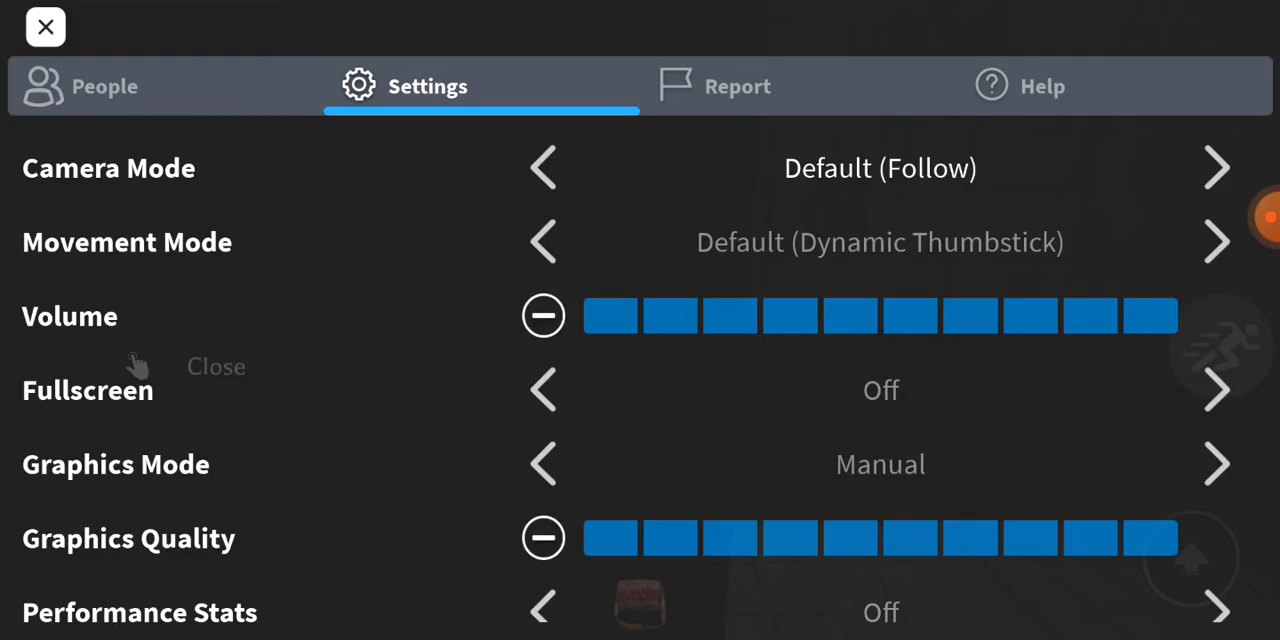 People
Settings
Report
Help
Camera Mode
Default (Follow)
Movement Mode
Default (Dynamic Thumbstick)
Volume
Close
Fullscreen
Off
Graphics Mode
Manual
Graphics Quality
Performance Stats
Off